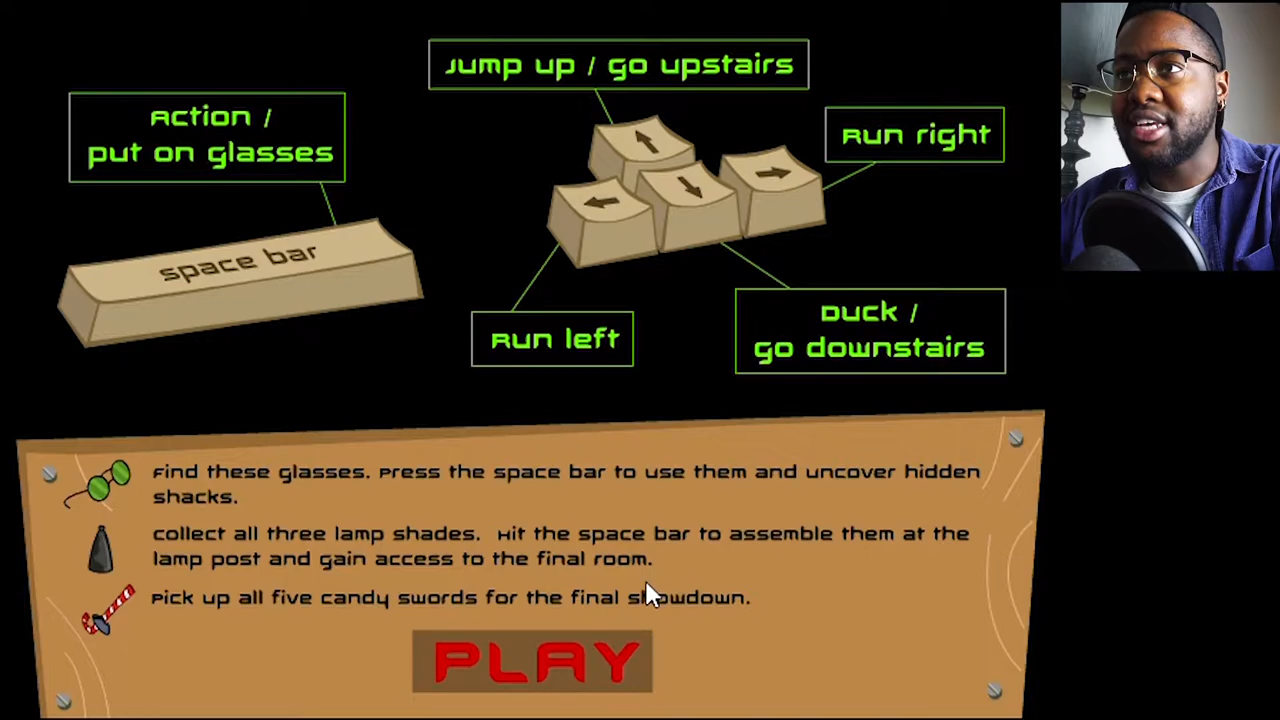 Jump up / go upstairs
Action /
put on glasses
Run right
space bar
Run left
Duck /
go downstairs
Find these glasses. Press the space bar to use them and uncover hidden
shacks.
Collect all three lamp shades. Hit the space bar to assemble them at the
lamp post and gain access to the final room.
Pick up all five candy swords for the final showdown.
PLAY